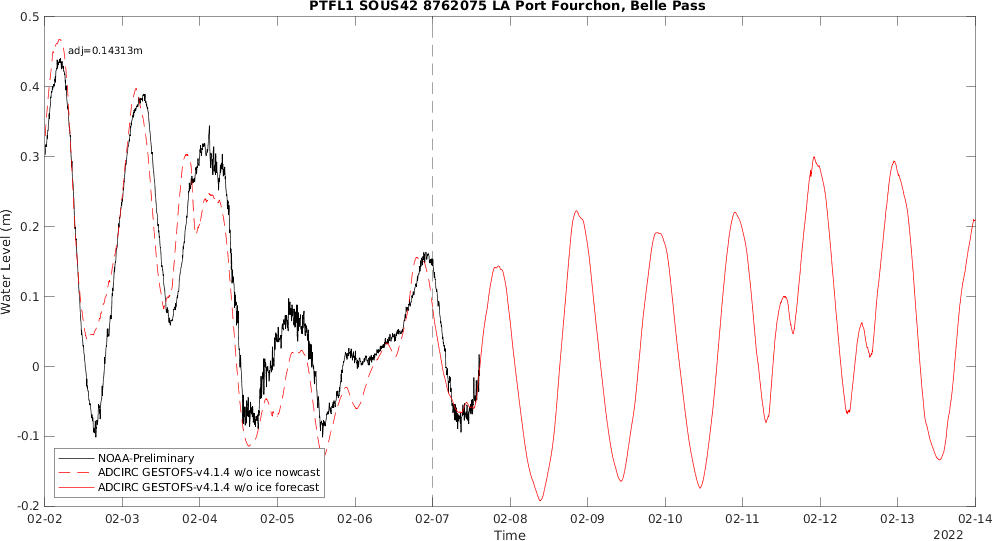 PTFL1 SOUS42 8762075 LA Port Fourchon, Belle Pass
adj=0.14313m
0.5
0.4
0.3
0.2
0.1
0
-0.1
-0.2
Water Level (m)
NOAA-Preliminary
ADCIRC GESTOFS-v4.1.4 w/o ice nowcast
ADCIRC GESTOFS-v4.1.4 w/o ice forecast
02-02 02-03 02-04 02-05 02-06 02-07 02-08 02-09 02-10 02-11 02-12 02-13 02-14
Time
2022